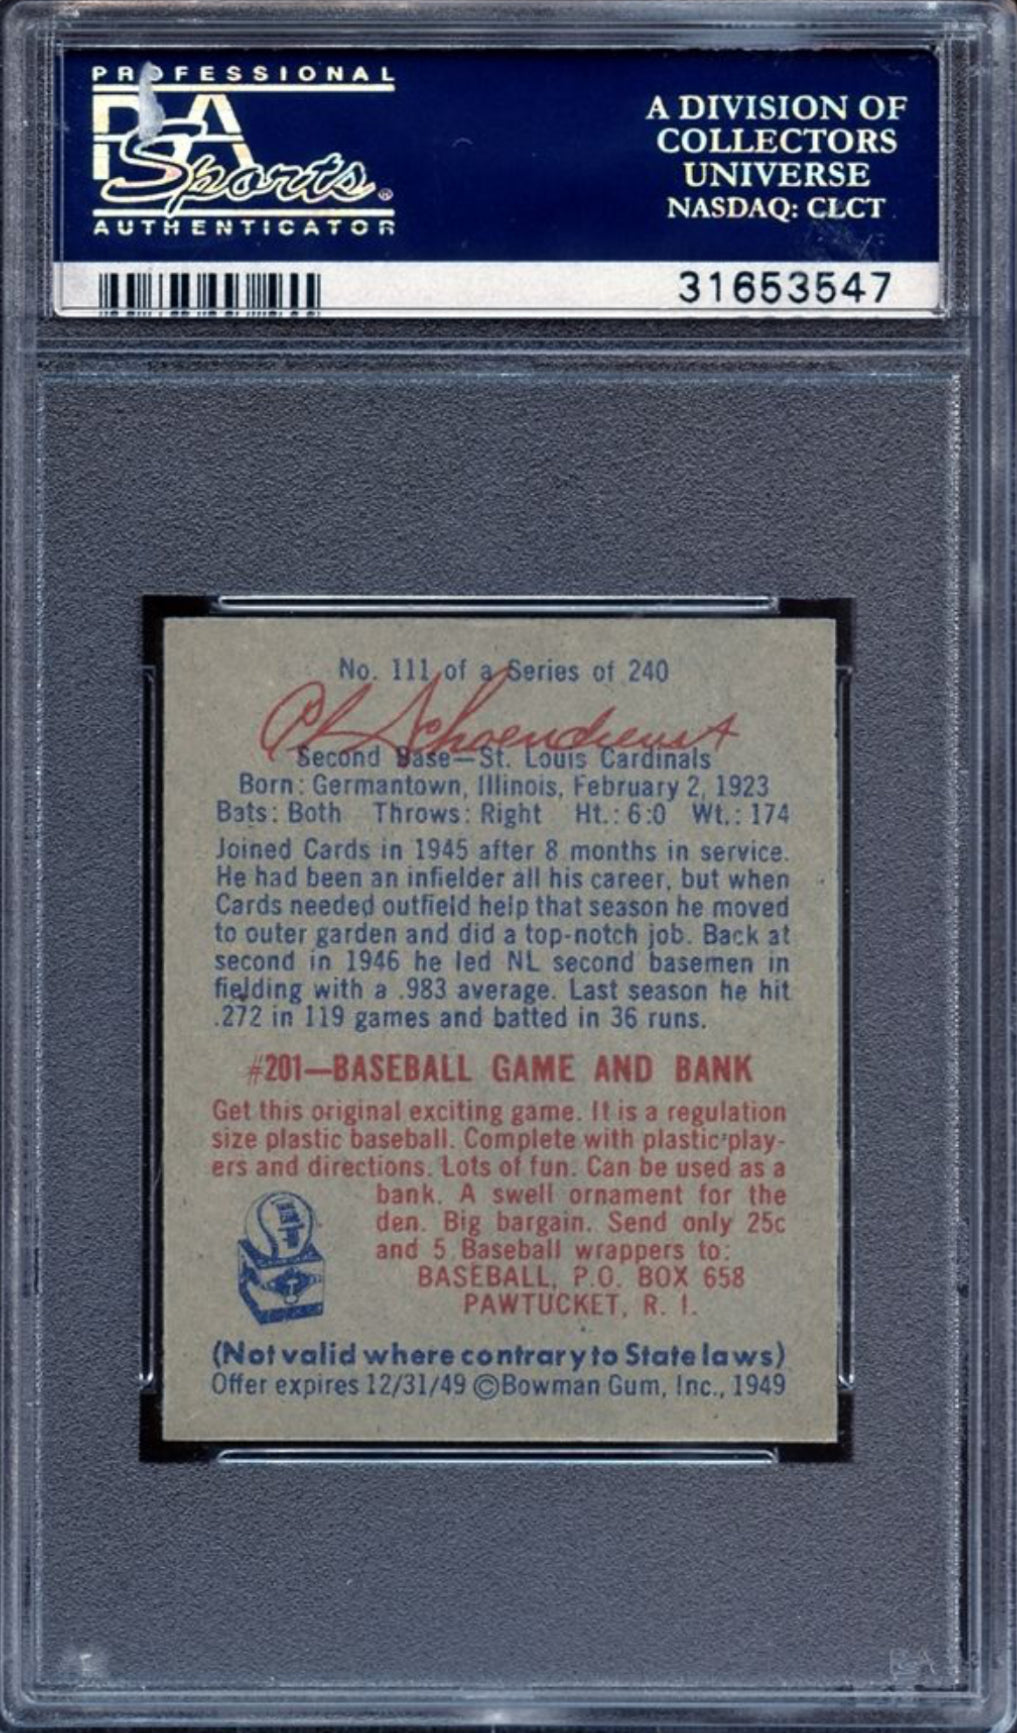 PROFESSIONAL
PSA
Sports®
AUTHENTICATOR
A DIVISION OF
COLLECTORS
UNIVERSE
NASDAQ: CLCT
31653547
No. 111 of a Series of 240
Al Schoendienst
Second Base—St. Louis Cardinals
Born: Germantown, Illinois, February 2, 1923
Bats: Both Throws: Right Ht.: 6:0 Wt.: 174
Joined Cards in 1945 after 8 months in service.
He had been an infielder all his career, but when
Cards needed outfield help that season he moved
to outer garden and did a top-notch job. Back at
second in 1946 he led NL second basemen in
fielding with a .983 average. Last season he hit
.272 in 119 games and batted in 36 runs.
#201—BASEBALL GAME AND BANK
Get this original exciting game. It is a regulation
size plastic baseball. Complete with plastic play-
ers and directions. Lots of fun. Can be used as a
bank. A swell ornament for the
den. Big bargain. Send only 25c
and 5 Baseball wrappers to:
BASEBALL, P.O. BOX 658
PAWTUCKET, R. I.
(Not valid where contrary to State laws)
Offer expires 12/31/49 ©Bowman Gum, Inc., 1949
PSA